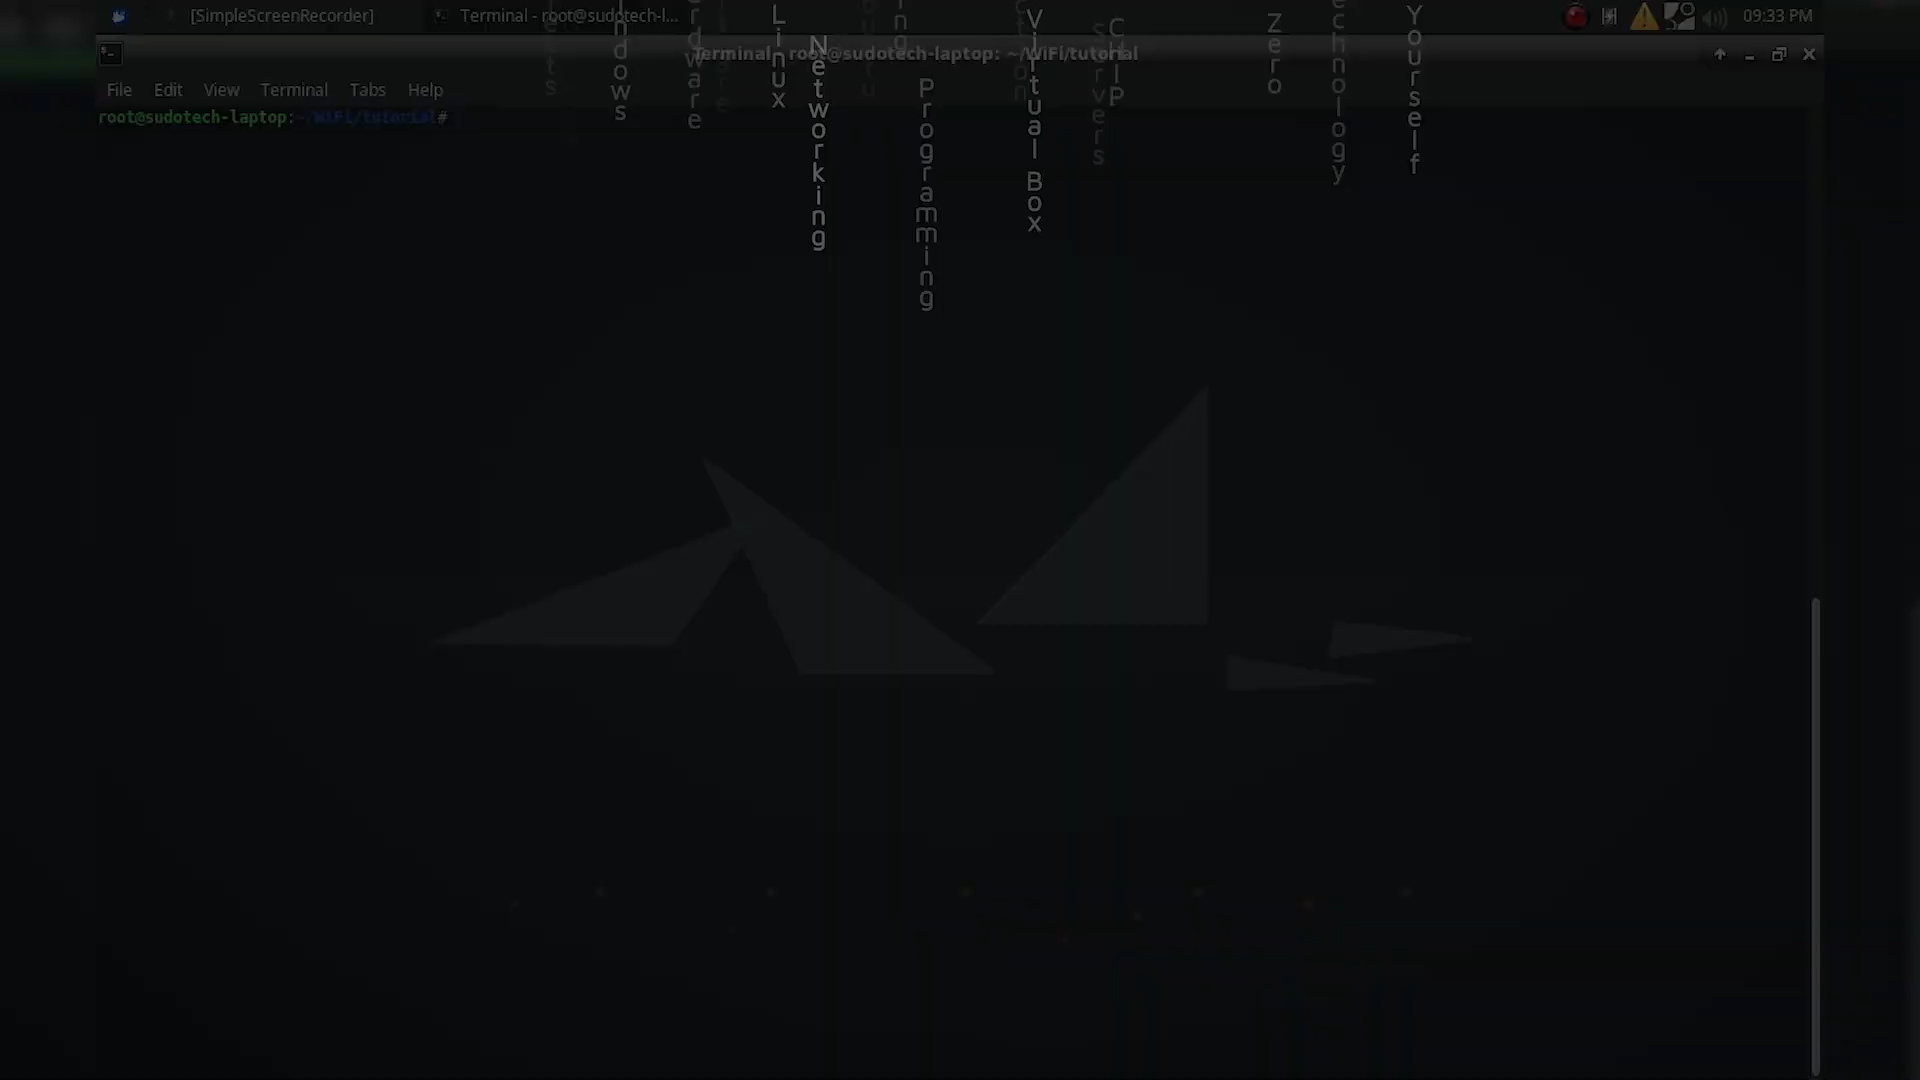 [SimpleScreenRecorder]
Terminal - root@sudotech-l...
09:33 PM
Terminal - root@sudotech-laptop: ~/WiFi/tutorial
File Edit View Terminal Tabs Help
root@sudotech-laptop:~/WiFi/tutorial#
Linux
Networking
Programming
Virtual Box
Servers
Zero
Yourself